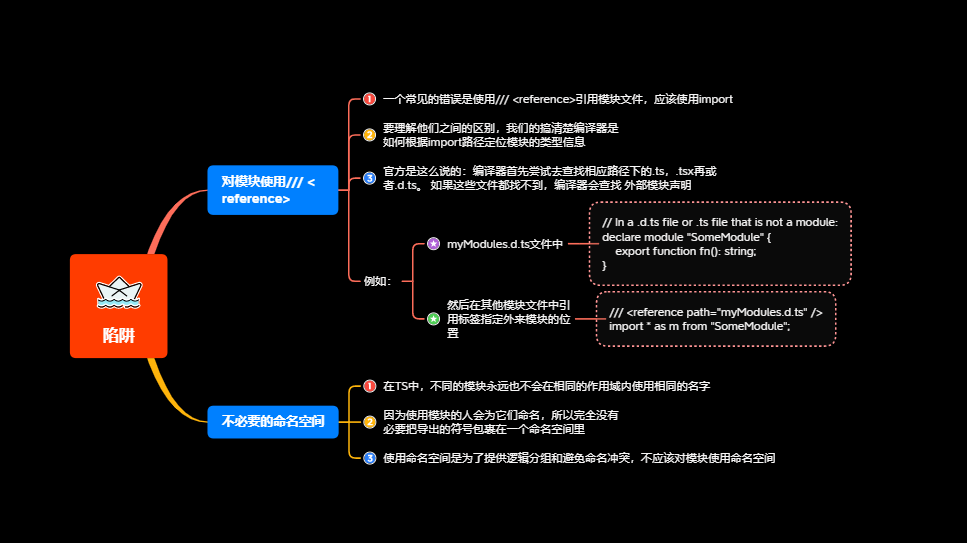 陷阱
对模块使用/// <
reference>
1 一个常见的错误是使用/// <reference>引用模块文件，应该使用import
2 要理解他们之间的区别，我们的搞清楚编译器是
如何根据import路径定位模块的类型信息
3 官方是这么说的：编译器首先尝试去查找相应路径下的.ts，.tsx再或
者.d.ts。 如果这些文件都找不到，编译器会查找 外部模块声明
例如：
myModules.d.ts文件中
// In a .d.ts file or .ts file that is not a module:
declare module "SomeModule" {
    export function fn(): string;
}
然后在其他模块文件中引
用标签指定外来模块的位
置
/// <reference path="myModules.d.ts" />
import * as m from "SomeModule";
不必要的命名空间
1 在TS中，不同的模块永远也不会在相同的作用域内使用相同的名字
2 因为使用模块的人会为它们命名，所以完全没有
必要把导出的符号包裹在一个命名空间里
3 使用命名空间是为了提供逻辑分组和避免命名冲突，不应该对模块使用命名空间